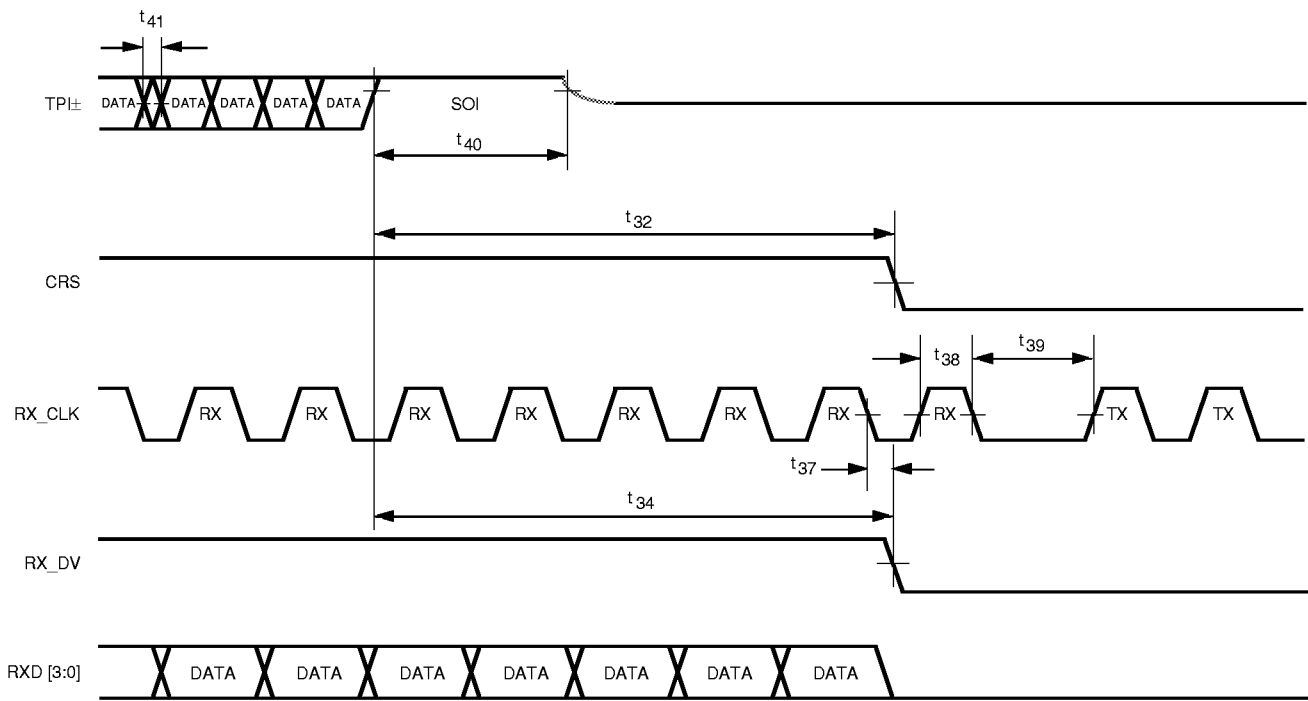 t41
TPI± DATA DATA DATA DATA DATA SOI
t40
t32
CRS
t38 t39
RX_CLK RX RX RX RX RX RX RX RX TX TX
t37
t34
RX_DV
RXD [3:0] DATA DATA DATA DATA DATA DATA DATA